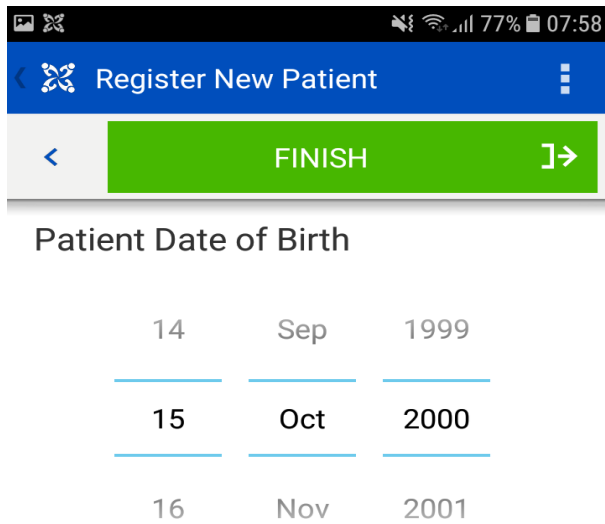 77% 07:58
Register New Patient
FINISH
Patient Date of Birth
14 Sep 1999
15 Oct 2000
16 Nov 2001